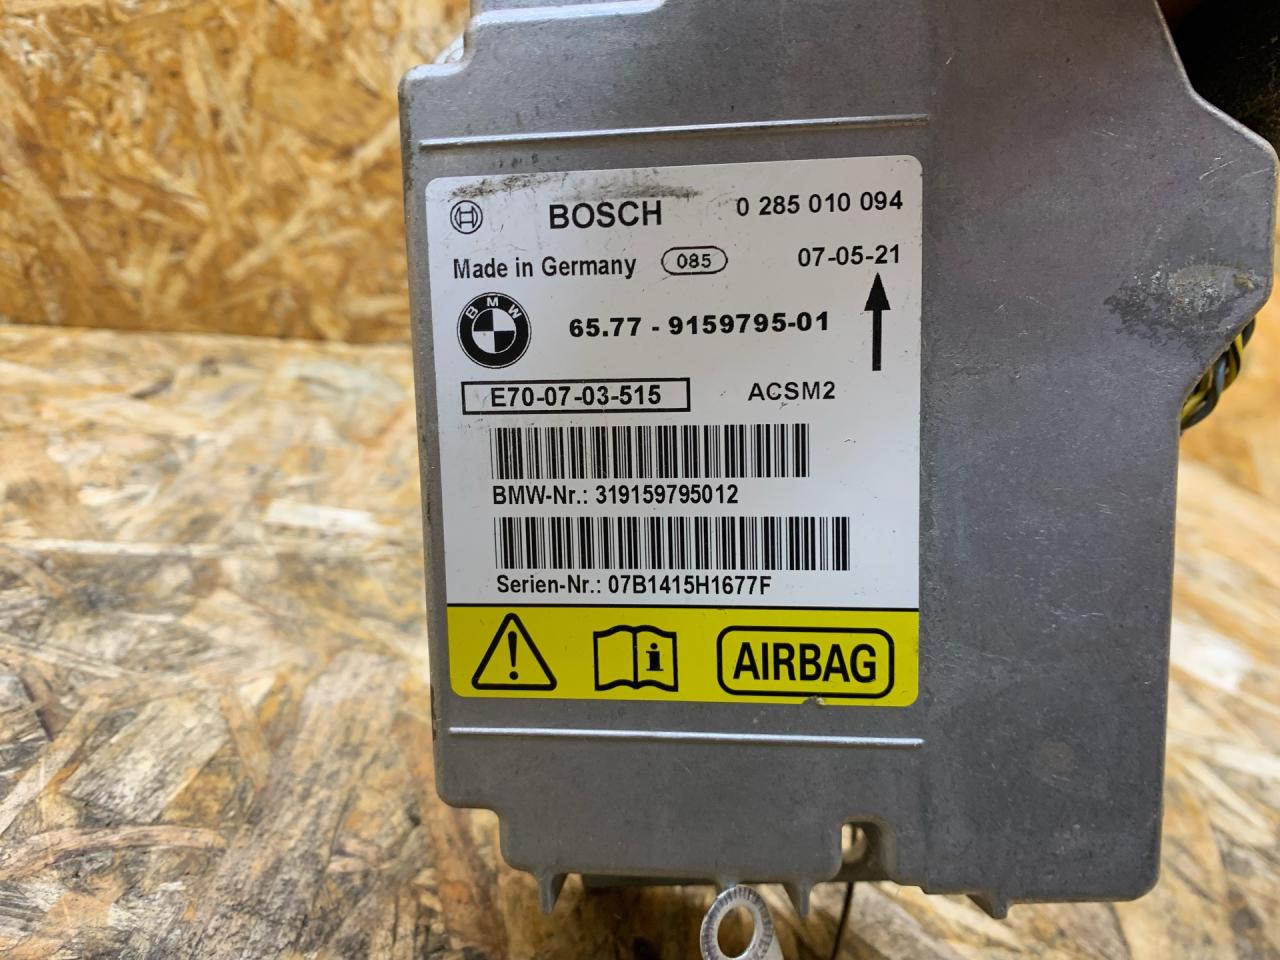 BOSCH 0 285 010 094
Made in Germany 085 07-05-21
BMW
65.77 - 9159795-01
E70-07-03-515 ACSM2
BMW-Nr.: 319159795012
Serien-Nr.: 07B1415H1677F
AIRBAG